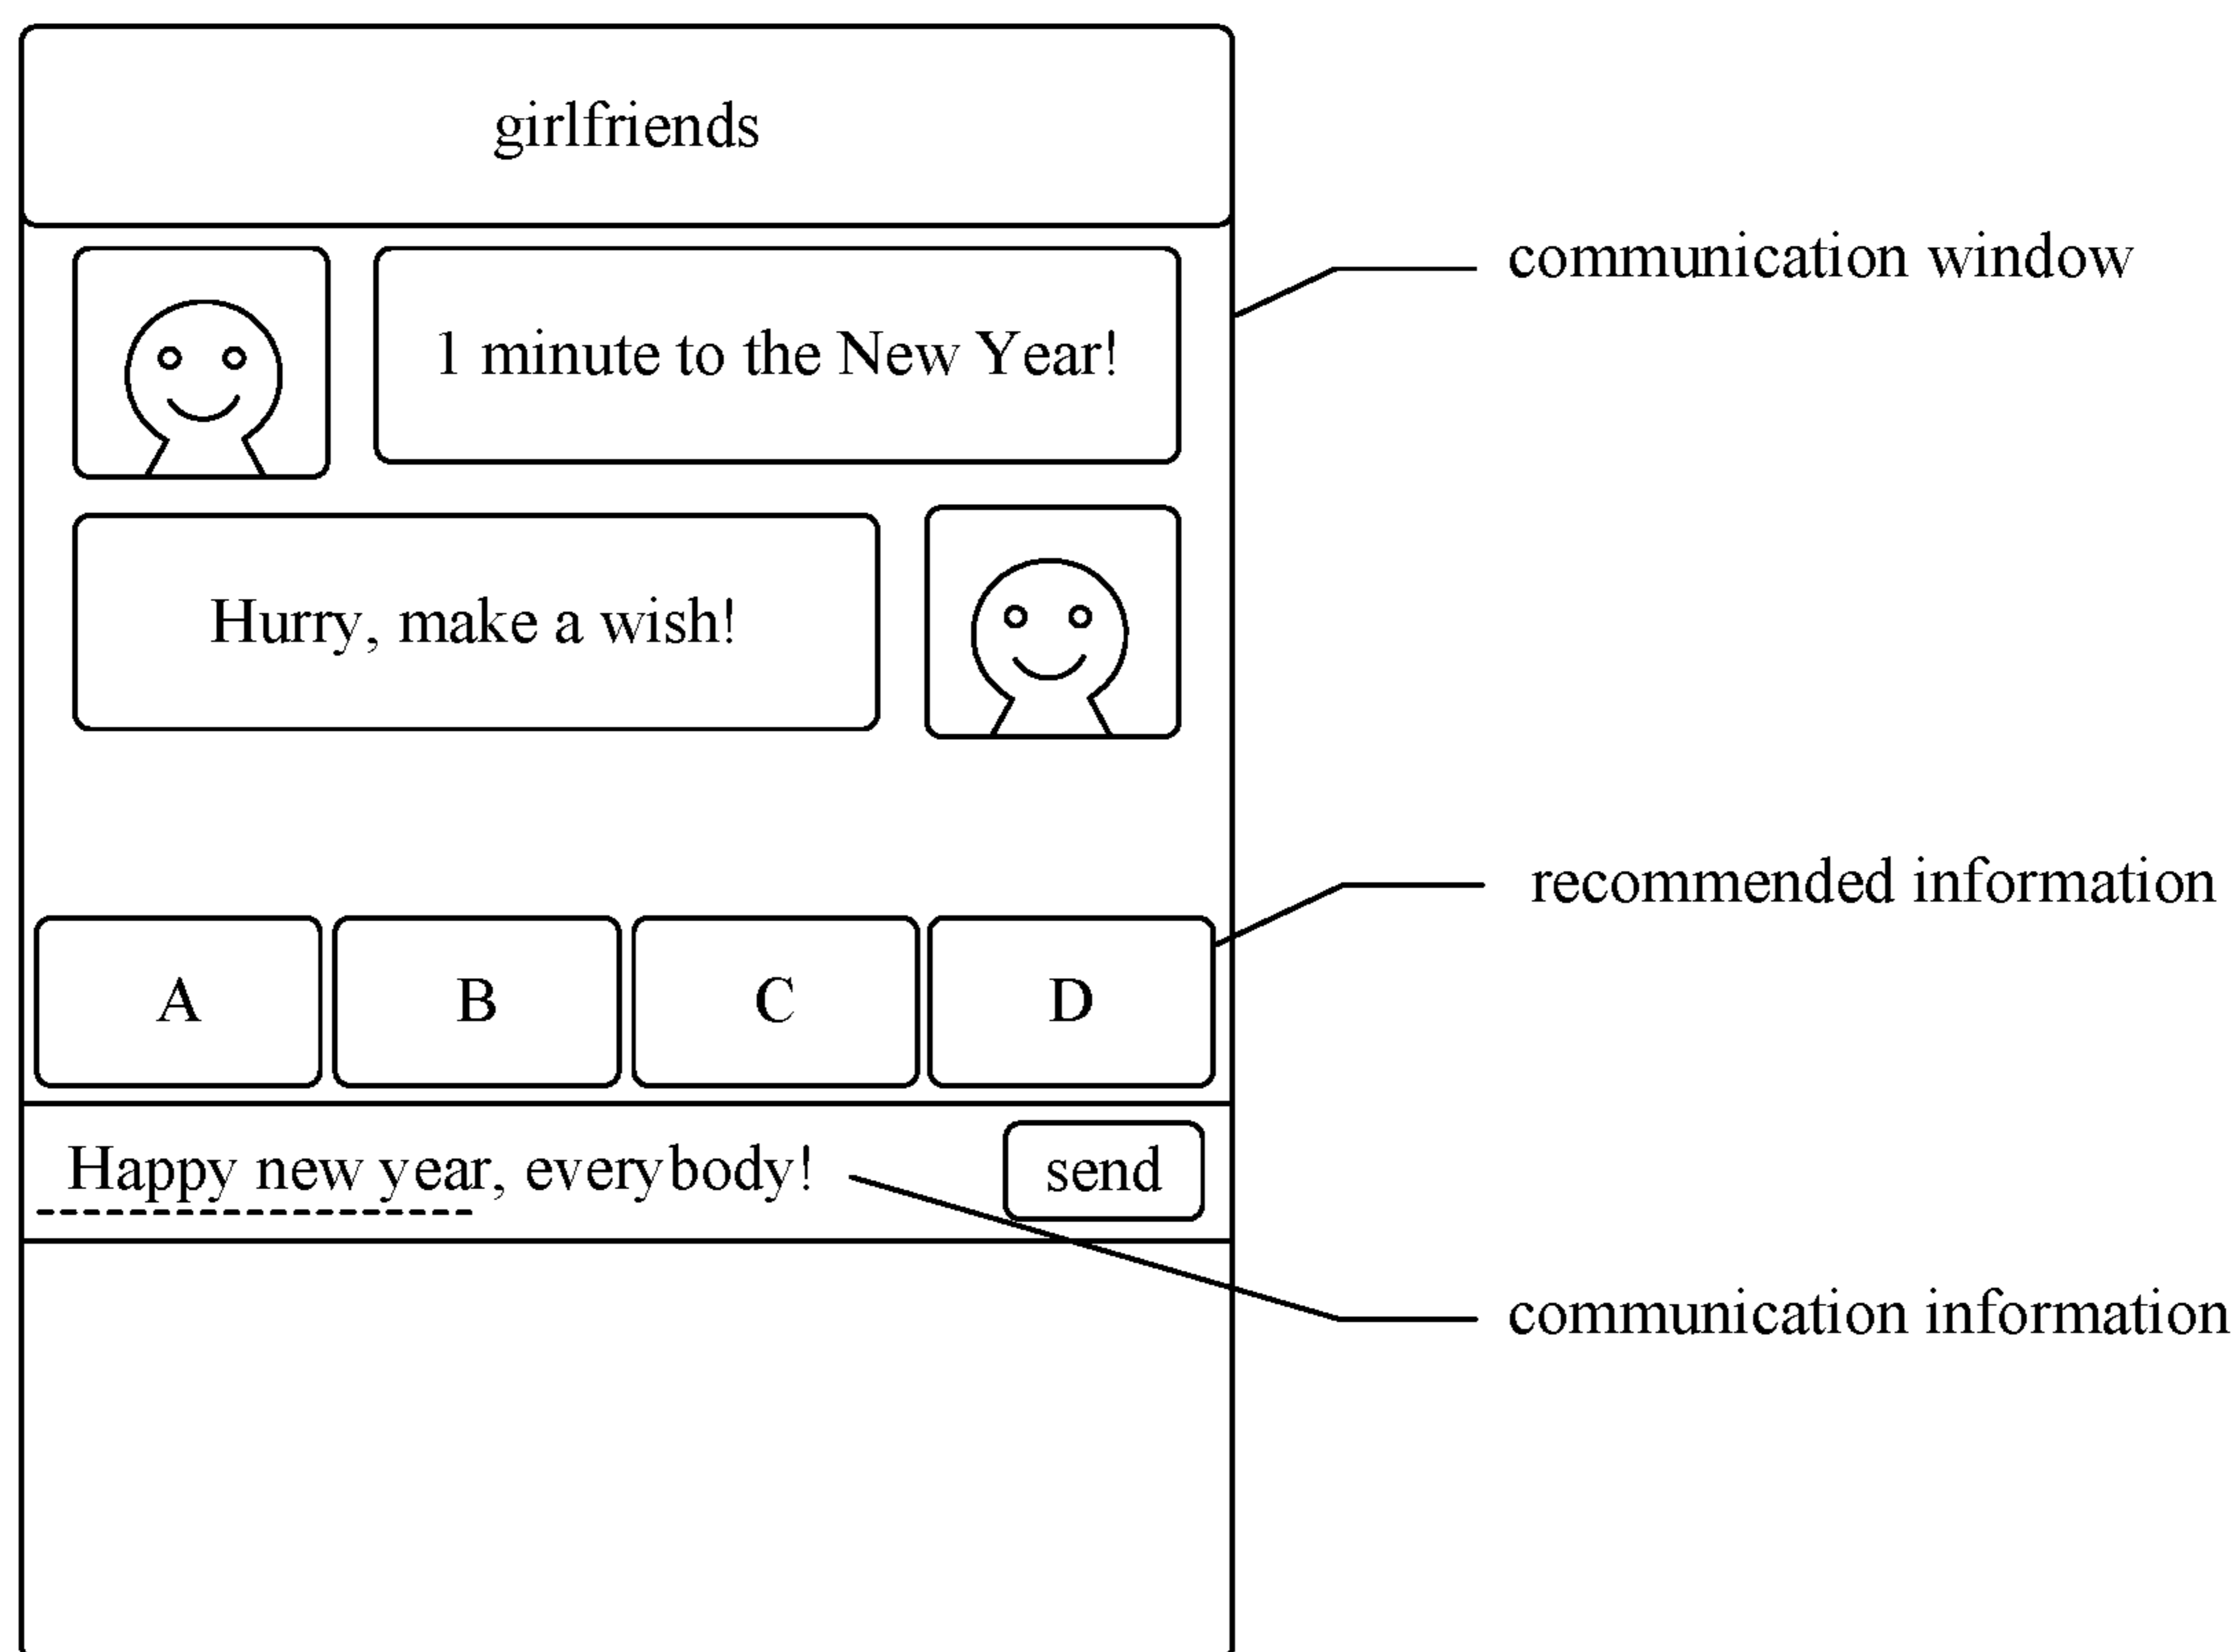 girlfriends
communication window
1 minute to the New Year!
Hurry, make a wish!
recommended information
A B C D
Happy new year, everybody! send
communication information